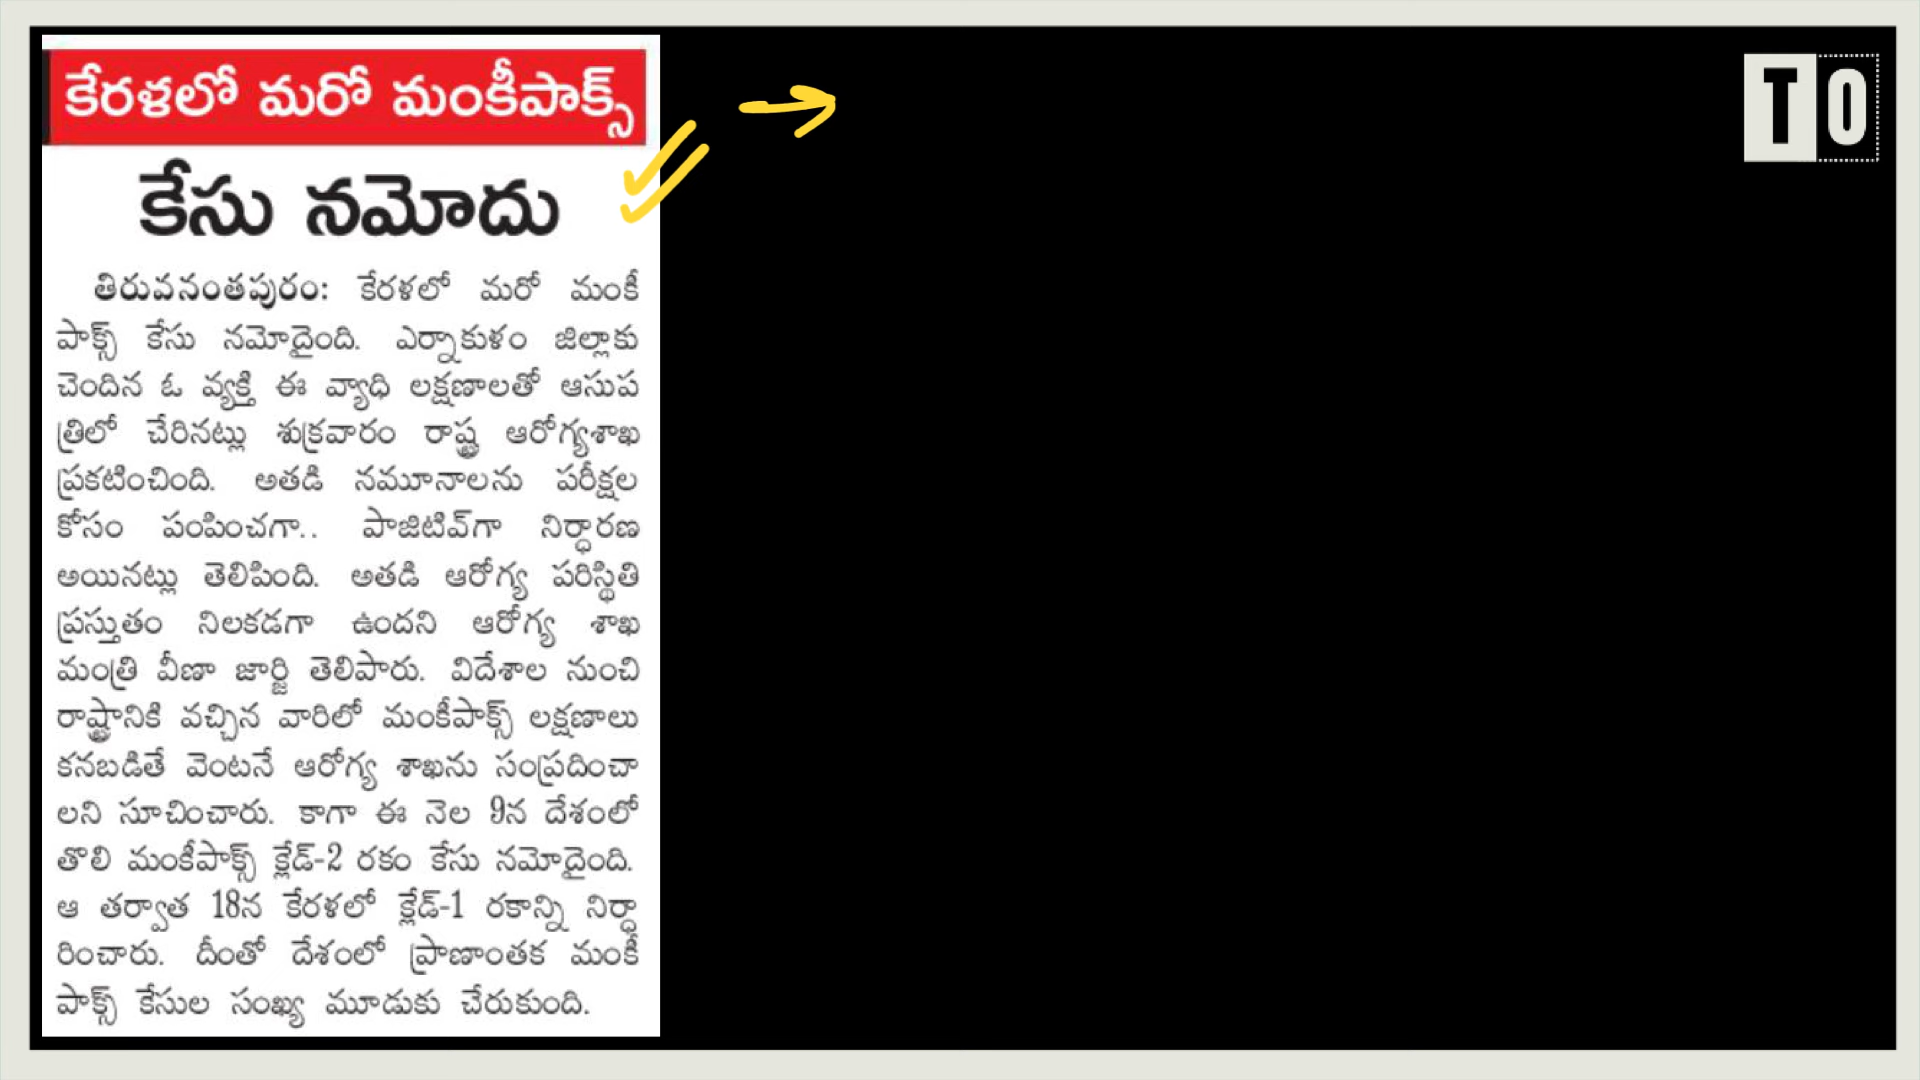 కేరళలో మరో మంకీపాక్స్
కేసు నమోదు
తిరువనంతపురం: కేరళలో మరో మంకీ
పాక్స్ కేసు నమోదైంది. ఎర్నాకుళం జిల్లాకు
చెందిన ఓ వ్యక్తి ఈ వ్యాధి లక్షణాలతో ఆసుప
త్రిలో చేరినట్లు శుక్రవారం రాష్ట్ర ఆరోగ్యశాఖ
ప్రకటించింది. అతడి నమూనాలను పరీక్షల
కోసం పంపించగా.. పాజిటివ్‌గా నిర్ధారణ
అయినట్లు తెలిపింది. అతడి ఆరోగ్య పరిస్థితి
ప్రస్తుతం నిలకడగా ఉందని ఆరోగ్య శాఖ
మంత్రి వీణా జార్జి తెలిపారు. విదేశాల నుంచి
రాష్ట్రానికి వచ్చిన వారిలో మంకీపాక్స్ లక్షణాలు
కనబడితే వెంటనే ఆరోగ్య శాఖను సంప్రదించా
లని సూచించారు. కాగా ఈ నెల 9న దేశంలో
తొలి మంకీపాక్స్ క్లేడ్-2 రకం కేసు నమోదైంది.
ఆ తర్వాత 18న కేరళలో క్లేడ్-1 రకాన్ని నిర్ధా
రించారు. దీంతో దేశంలో ప్రాణాంతక మంకీ
పాక్స్ కేసుల సంఖ్య మూడుకు చేరుకుంది.
TO